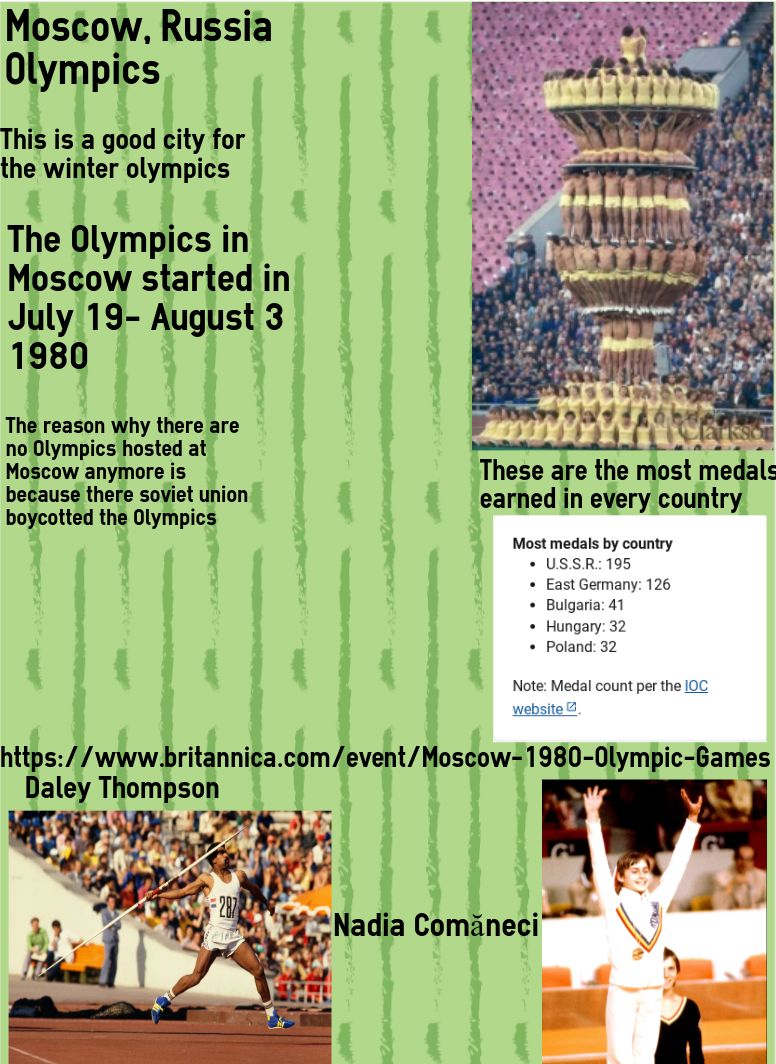 Moscow, Russia
Olympics
This is a good city for
the winter olympics
The Olympics in
Moscow started in
July 19- August 3
1980
The reason why there are
no Olympics hosted at
Moscow anymore is
because there soviet union
boycotted the Olympics
These are the most medals
earned in every country
Most medals by country
• U.S.S.R.: 195
• East Germany: 126
• Bulgaria: 41
• Hungary: 32
• Poland: 32
Note: Medal count per the IOC
website.
https://www.britannica.com/event/Moscow-1980-Olympic-Games
Daley Thompson
287
Nadia Comăneci